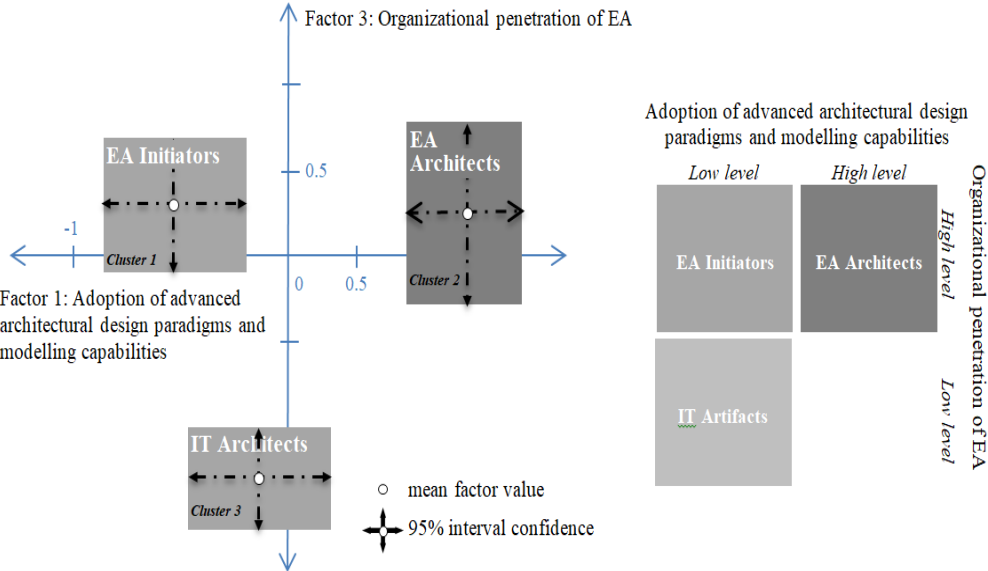 Factor 3: Organizational penetration of EA
EA Initiators
Cluster 1
EA
Architects
Cluster 2
0.5
-1
0
0.5
Factor 1: Adoption of advanced
architectural design paradigms and
modelling capabilities
IT Architects
Cluster 3
mean factor value
95% interval confidence
Adoption of advanced architectural design
paradigms and modelling capabilities
Low level
High level
EA Initiators
EA Architects
IT Artifacts
High level
Low level
Organizational penetration of EA